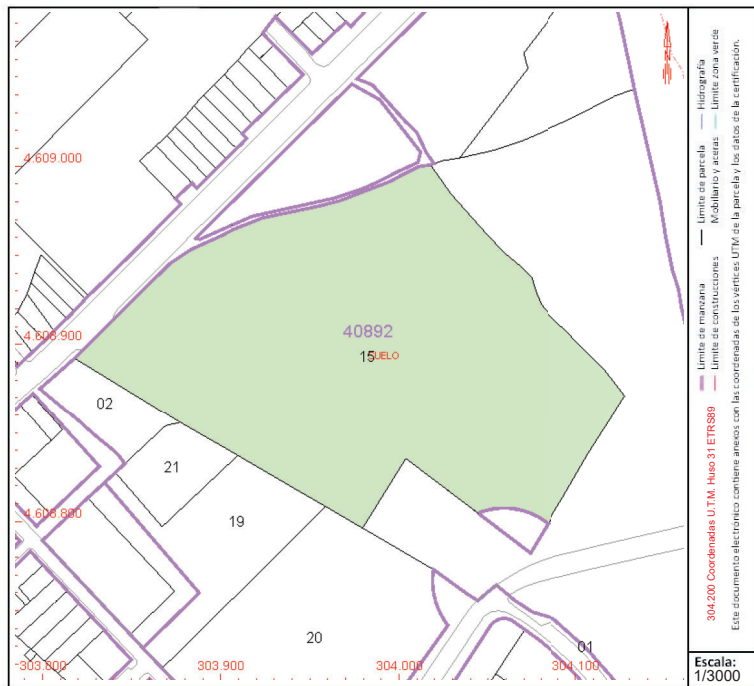 4.609.000
40892
4.608.900
15
SUELO
02
21
4.608.800
19
20
01
303.800
303.900
304.000
304.100
N
Límite de manzana
Límite de parcela
Hidrografía
Límite de construcciones
Mobiliario y aceras
Límite zona verde
304.200 Coordenadas U.T.M. Huso 31 ETRS89
Este documento electrónico contiene anexos con las coordenadas de los vértices UTM de la parcela y los datos de la certificación.
Escala:
1/3000